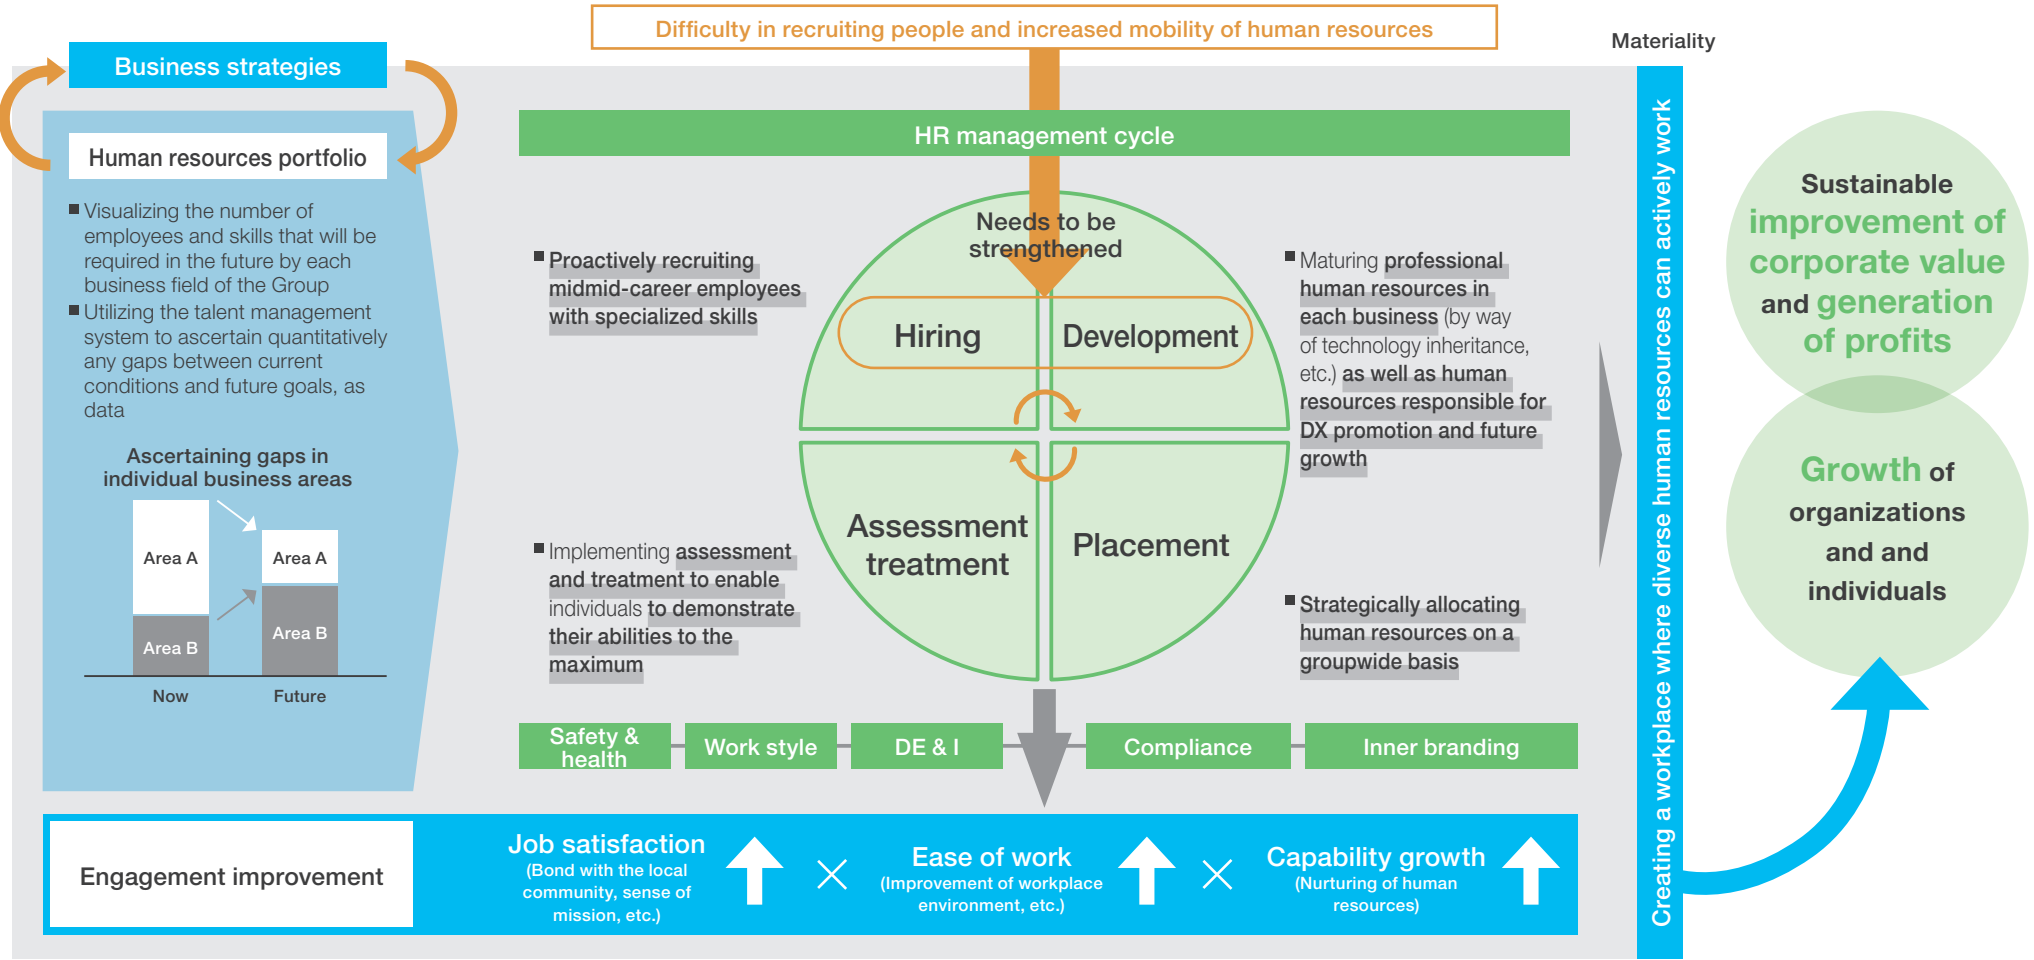 Difficulty in recruiting people and increased mobility of human resources
Materiality
Business strategies
Human resources portfolio
■ Visualizing the number of
employees and skills that will be
required in the future by each
business field of the Group
■ Utilizing the talent management
system to ascertain quantitatively
any gaps between current
conditions and future goals, as
data
Ascertaining gaps in
individual business areas
Area A
Area B
Area A
Area B
Now
Future
HR management cycle
Needs to be
strengthened
■ Proactively recruiting
midmid-career employees
with specialized skills
Hiring
Development
■ Maturing professional
human resources in
each business (by way
of technology inheritance,
etc.) as well as human
resources responsible for
DX promotion and future
growth
Assessment
treatment
Placement
■ Implementing assessment
and treatment to enable
individuals to demonstrate
their abilities to the
maximum
■ Strategically allocating
human resources on a
groupwide basis
Safety &
health
Work style
DE & I
Compliance
Inner branding
Engagement improvement
Job satisfaction
(Bond with the local
community, sense of
mission, etc.)
×
Ease of work
(Improvement of workplace
environment, etc.)
×
Capability growth
(Nurturing of human
resources)
Creating a workplace where diverse human resources can actively work
Sustainable
improvement of
corporate value
and generation
of profits
Growth of
organizations
and and
individuals